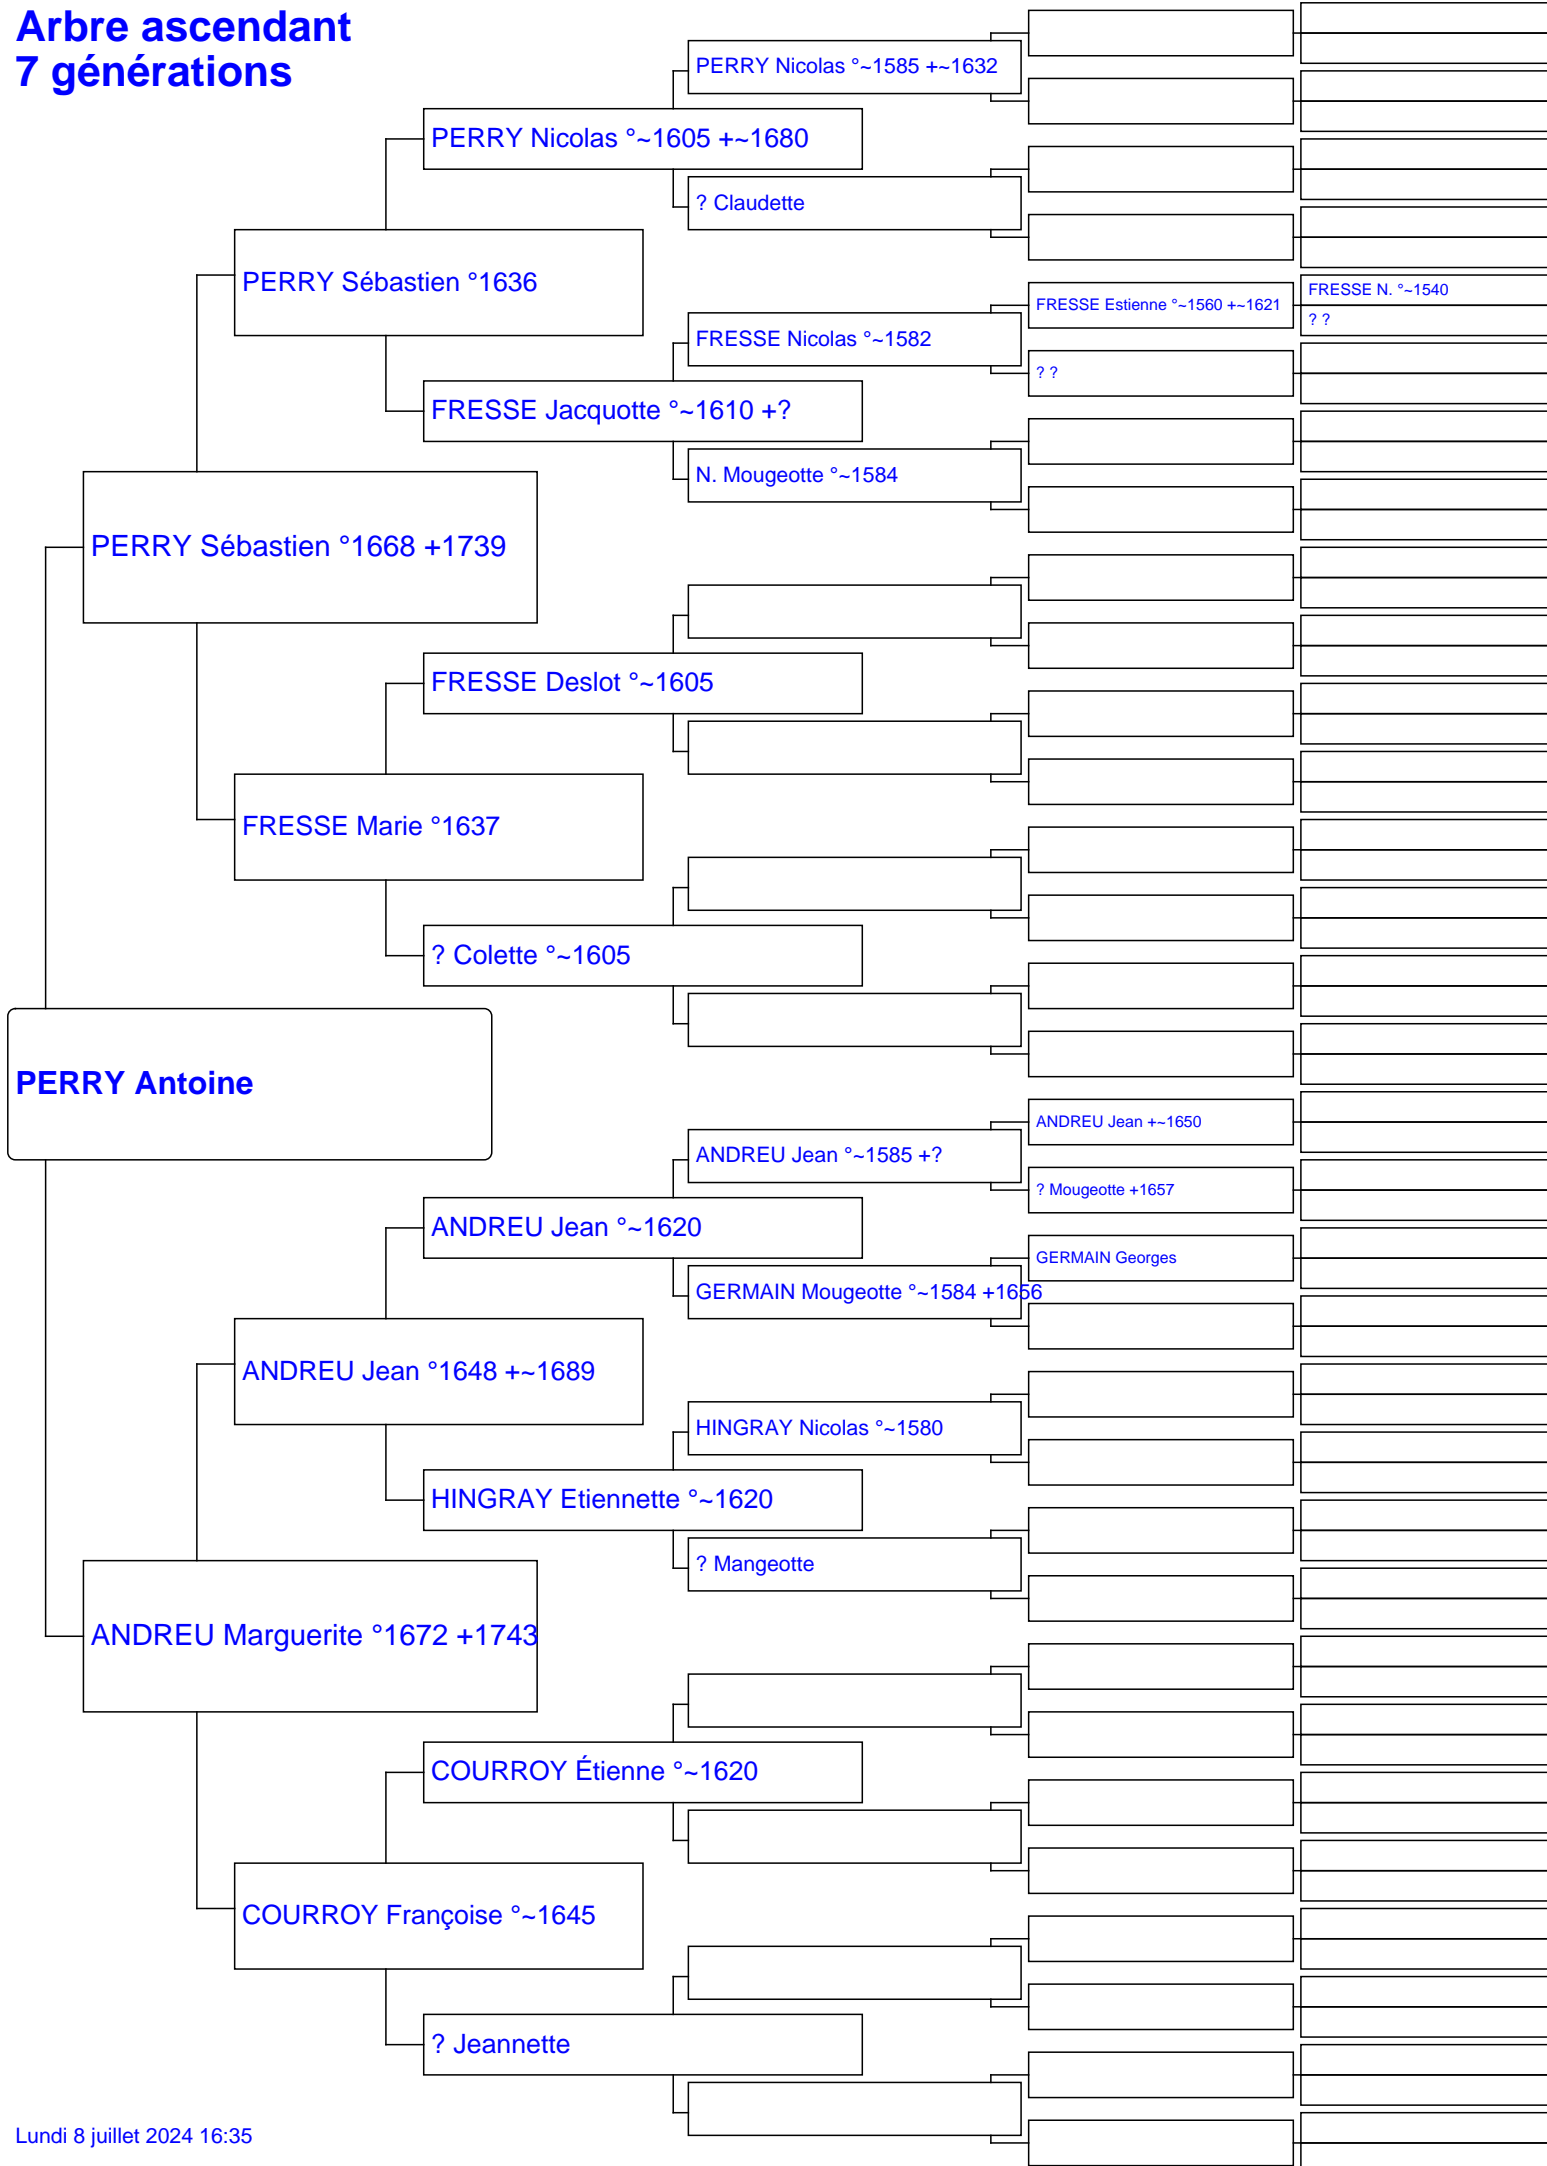 Arbre ascendant
7 générations
PERRY Nicolas °~1585 +~1632
PERRY Nicolas °~1605 +~1680
? Claudette
PERRY Sébastien °1636
FRESSE N. °~1540
FRESSE Estienne °~1560 +~1621
? ?
FRESSE Nicolas °~1582
? ?
FRESSE Jacquotte °~1610 +?
N. Mougeotte °~1584
PERRY Sébastien °1668 +1739
FRESSE Deslot °~1605
FRESSE Marie °1637
? Colette °~1605
PERRY Antoine
ANDREU Jean +~1650
ANDREU Jean °~1585 +?
? Mougeotte +1657
ANDREU Jean °~1620
GERMAIN Georges
GERMAIN Mougeotte °~1584 +1656
ANDREU Jean °1648 +~1689
HINGRAY Nicolas °~1580
HINGRAY Etiennette °~1620
? Mangeotte
ANDREU Marguerite °1672 +1743
COURROY Étienne °~1620
COURROY Françoise °~1645
? Jeannette
Lundi 8 juillet 2024 16:35